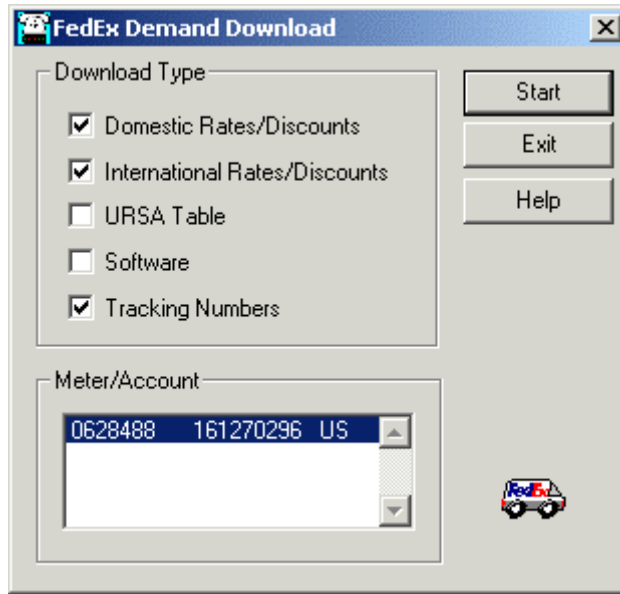 FedEx Demand Download
Download Type
Domestic Rates/Discounts
International Rates/Discounts
URSA Table
Software
Tracking Numbers
Start
Exit
Help
Meter/Account
0628488 161270296 US
FedEx